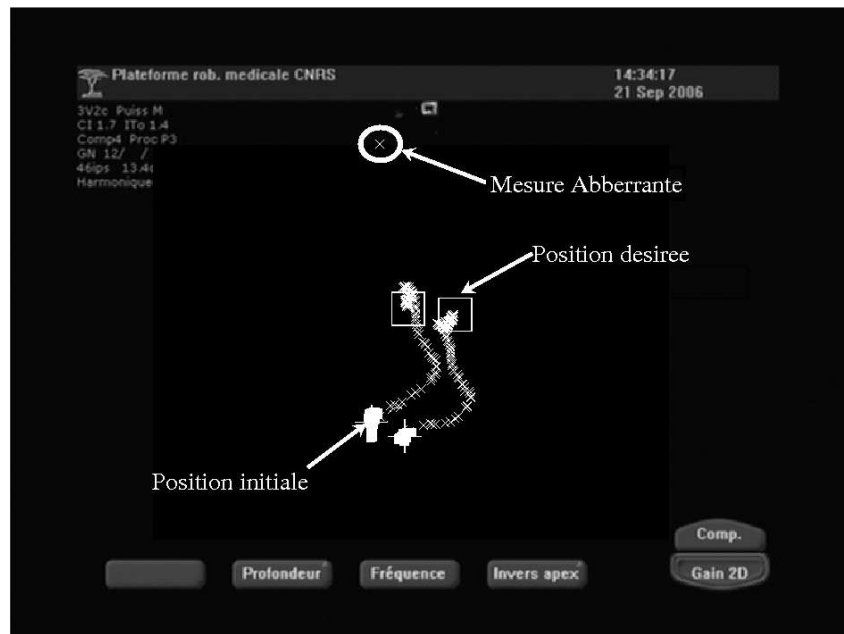 Plateforme rob. medicale CNRS
14:34:17
21 Sep 2006
3V2c Puiss M
CI 1.7 ITo 1.4
Comp4 Proc P3
GN 12/ /
46ips
Harmonique
Mesure Abberrante
Position desiree
Position initiale
Comp.
Profondeur
Fréquence
Invers apex
Gain 2D